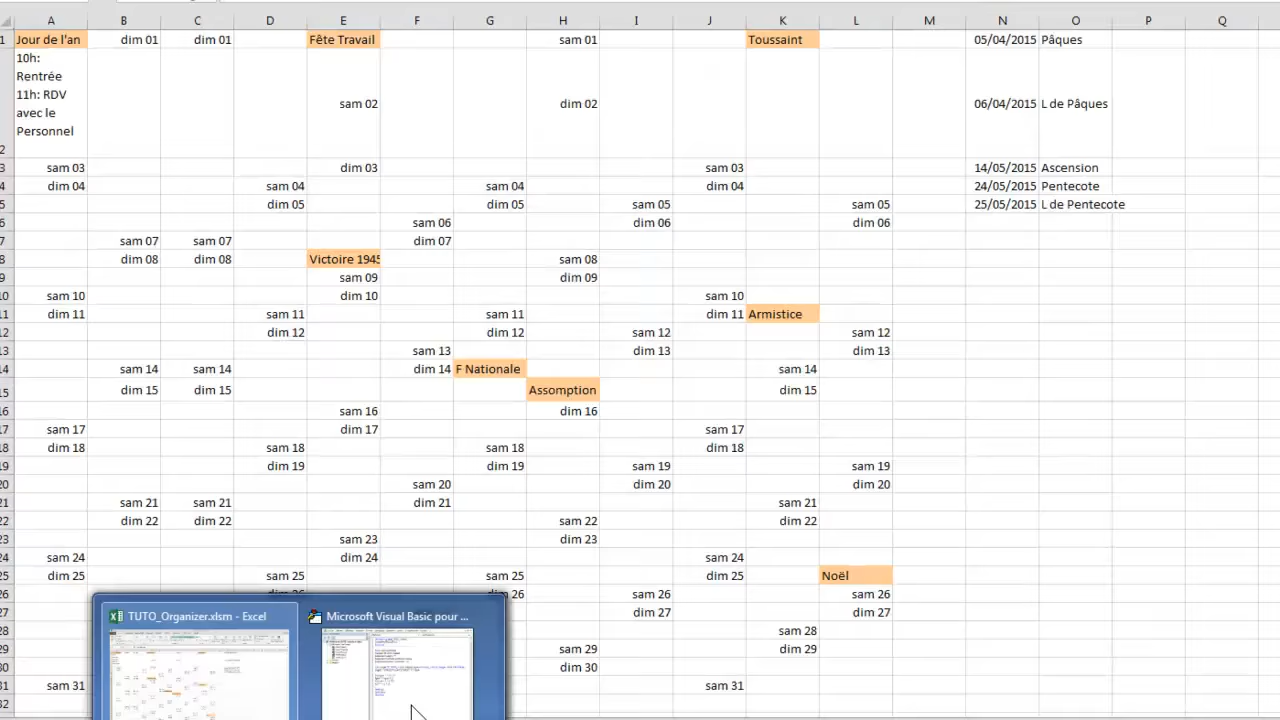 A B C D E F G H I J K L M N O P Q
1 Jour de l'an dim 01 dim 01 Fête Travail sam 01 Toussaint 05/04/2015 Pâques
10h:
Rentrée
11h: RDV
avec le
Personnel
2 sam 02 dim 02 06/04/2015 L de Pâques
3 sam 03 dim 03 sam 03 14/05/2015 Ascension
4 dim 04 sam 04 sam 04 dim 04 24/05/2015 Pentecote
5 dim 05 dim 05 sam 05 sam 05 25/05/2015 L de Pentecote
6 sam 06 dim 06 dim 06
7 sam 07 sam 07 dim 07
8 dim 08 dim 08 Victoire 1945 sam 08
9 sam 09 dim 09
10 sam 10 dim 10 sam 10
11 dim 11 sam 11 sam 11 dim 11 Armistice
12 dim 12 dim 12 sam 12 sam 12
13 sam 13 dim 13 dim 13
14 sam 14 sam 14 dim 14 F Nationale sam 14
15 dim 15 dim 15 Assomption dim 15
16 sam 16 dim 16
17 sam 17 dim 17 sam 17
18 dim 18 sam 18 sam 18 dim 18
19 dim 19 dim 19 sam 19 sam 19
20 sam 20 dim 20 dim 20
21 sam 21 sam 21 dim 21 sam 21
22 dim 22 dim 22 sam 22 dim 22
23 sam 23 dim 23
24 sam 24 dim 24 sam 24
25 dim 25 sam 25 sam 25 dim 25 Noël
26 dim 26 dim 26 sam 26 sam 26
27 dim 27 dim 27
28 sam 28
29 sam 29 dim 29
30 dim 30
31 sam 31 sam 31
32
TUTO_Organizer.xlsm - Excel
Microsoft Visual Basic pour ...